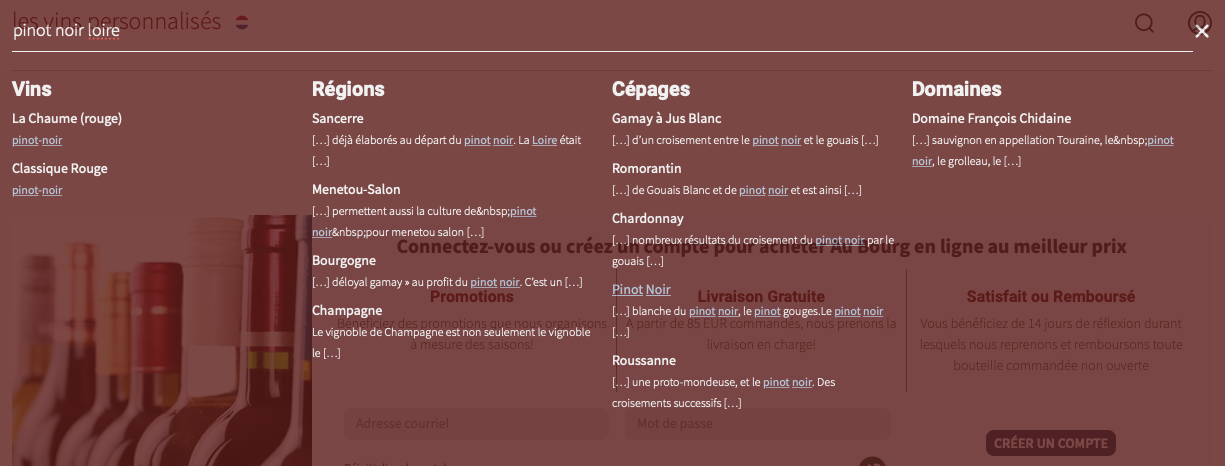 les vins personnalisés
pinot noir loire
Vins
La Chaume (rouge)
pinot-noir
Classique Rouge
pinot-noir
Régions
Sancerre
[…] déjà élaborés au départ du pinot noir. La Loire était
[…]
Menetou-Salon
[…] permettent aussi la culture de&nbsp;pinot
noir&nbsp;pour menetou salon […]
Bourgogne
[…] déloyal gamay » au profit du pinot noir. C'est un […]
Champagne
Le vignoble de Champagne est non seulement le vignoble
le […]
Cépages
Gamay à Jus Blanc
[…] d'un croisement entre le pinot noir et le gouais […]
Romorantin
[…] de Gouais Blanc et de pinot noir et est ainsi […]
Chardonnay
[…] nombreux résultats du croisement du pinot noir par le
gouais […]
Pinot Noir
[…] blanche du pinot noir, le pinot gouges.Le pinot noir
[…]
Roussanne
[…] une proto-mondeuse, et le pinot noir. Des
croisements successifs […]
Domaines
Domaine François Chidaine
[…] sauvignon en appellation Touraine, le&nbsp;pinot
noir, le grolleau, le […]
Connectez-vous ou créez un compte pour acheter Au Bourg en ligne au meilleur prix
Promotions
Bénéficiez des promotions que nous organisons
à mesure des saisons!
Livraison Gratuite
A partir de 85 EUR commandés, nous prenons la
livraison en charge!
Satisfait ou Remboursé
Vous bénéficiez de 14 jours de réflexion durant
lesquels nous reprenons et remboursons toute
bouteille commandée non ouverte
Adresse courriel
Mot de passe
CRÉER UN COMPTE